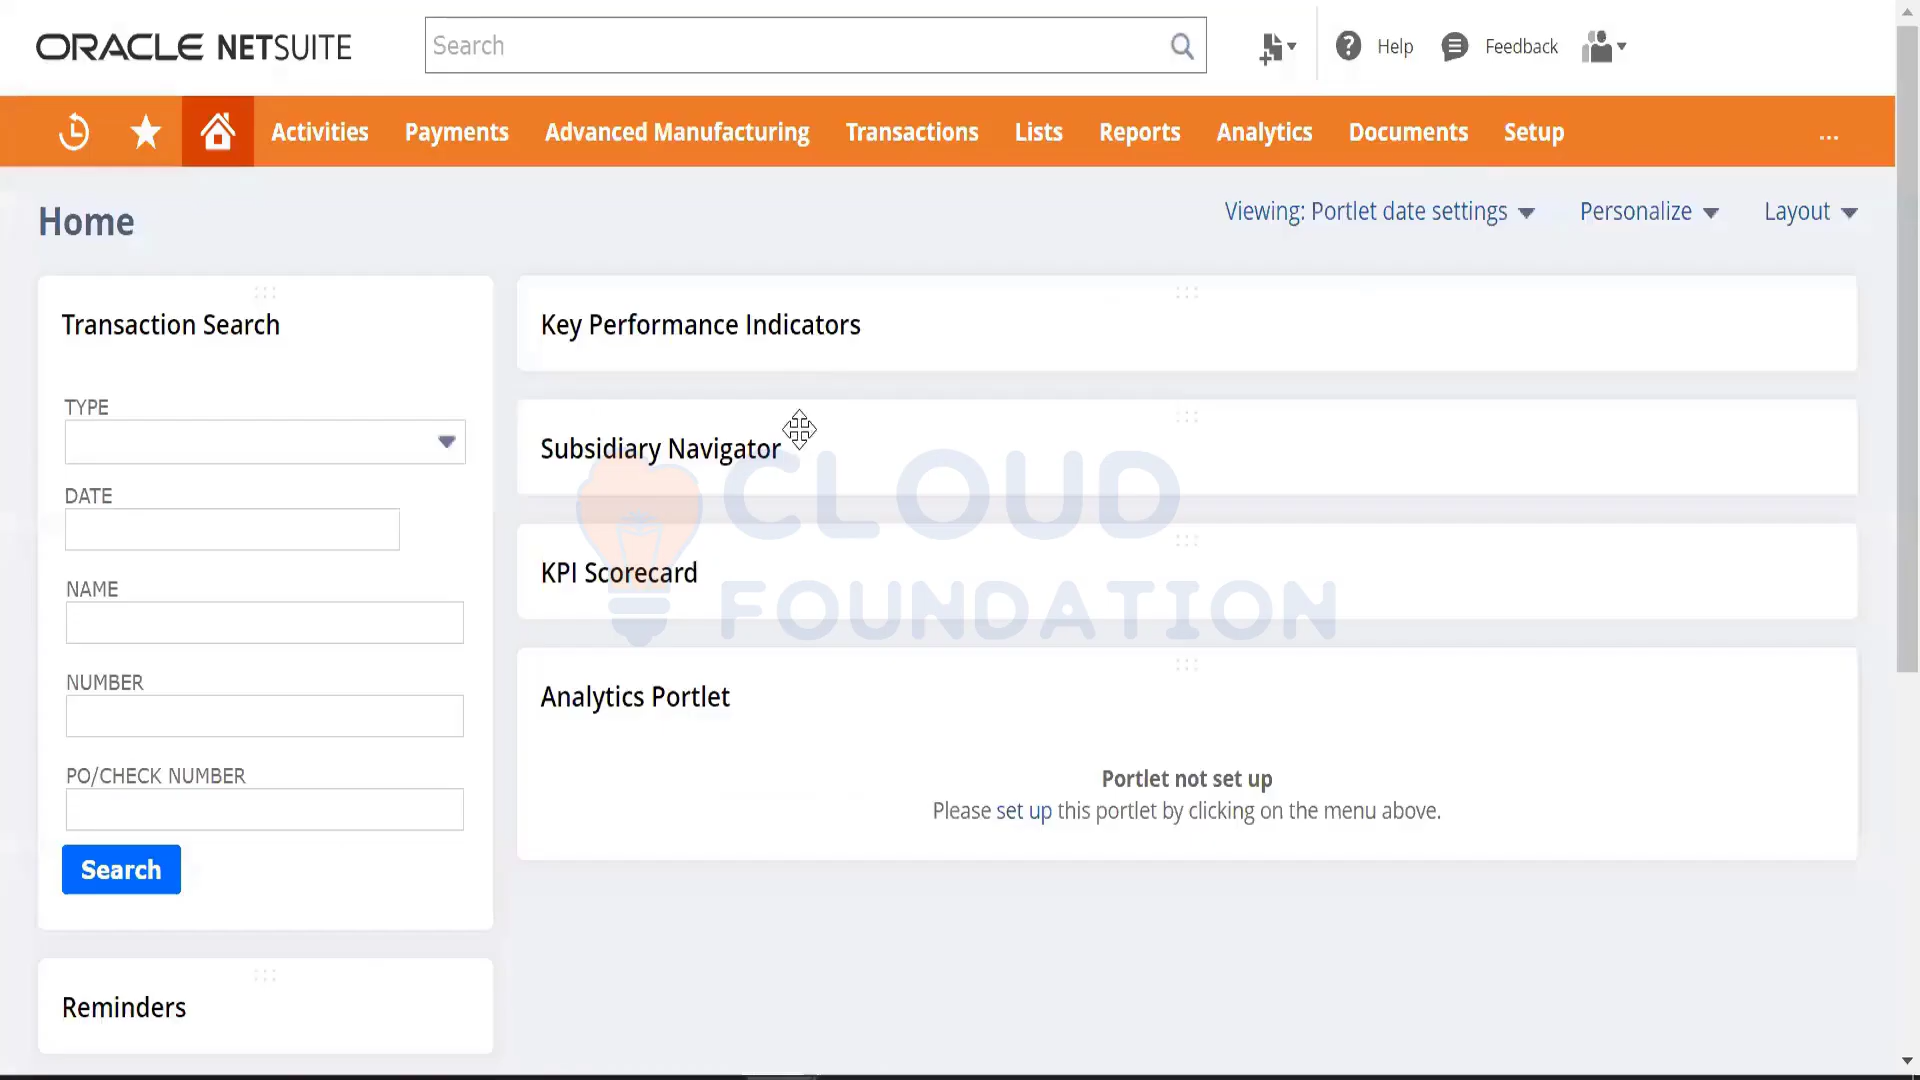 ORACLE NETSUITE
Search
Help
Feedback
Activities
Payments
Advanced Manufacturing
Transactions
Lists
Reports
Analytics
Documents
Setup
...
Home
Viewing: Portlet date settings
Personalize
Layout
Transaction Search
TYPE
DATE
NAME
NUMBER
PO/CHECK NUMBER
Search
Reminders
Key Performance Indicators
Subsidiary Navigator
KPI Scorecard
Analytics Portlet
Portlet not set up
Please set up this portlet by clicking on the menu above.
CLOUD
FOUNDATION